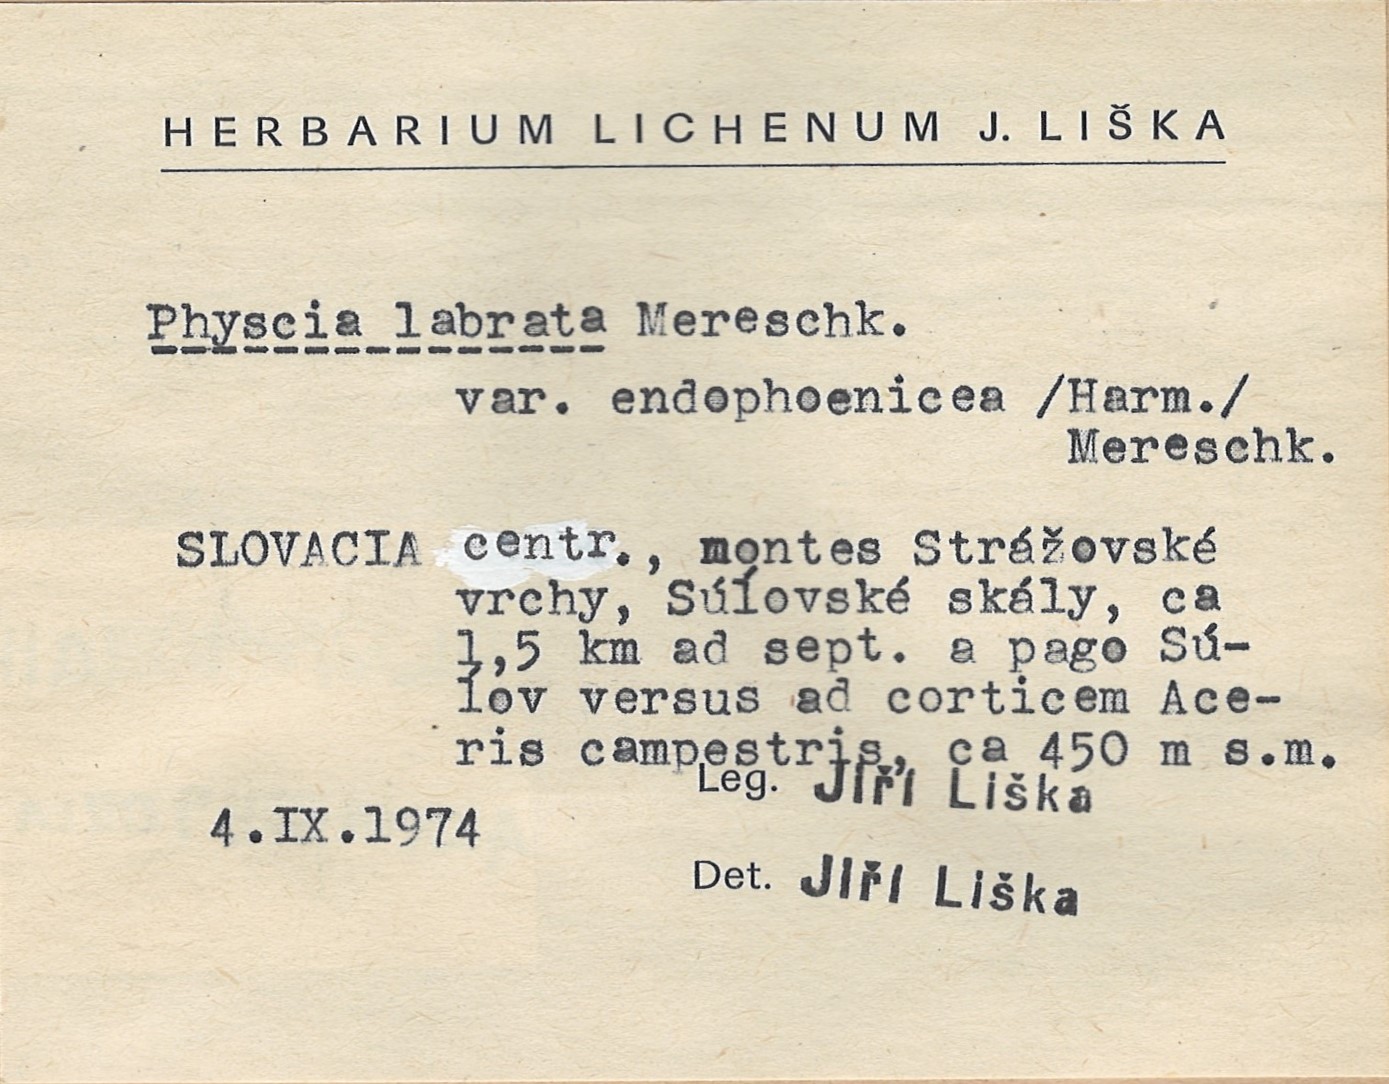 HERBARIUM LICHENUM J. LIŠKA
Physcia labrata Mereschk.
var. endophoenicea /Harm./
Mereschk.
SLOVACIA centr., montes Strážovské
vrchy, Súĺovské skály, ca
1,5 km ad sept. a pago Sú-
ĺov versus ad corticem Ace-
ris campestris, ca 450 m s.m.
Leg. Jiří Liška
4.IX.1974
Det. Jiří Liška